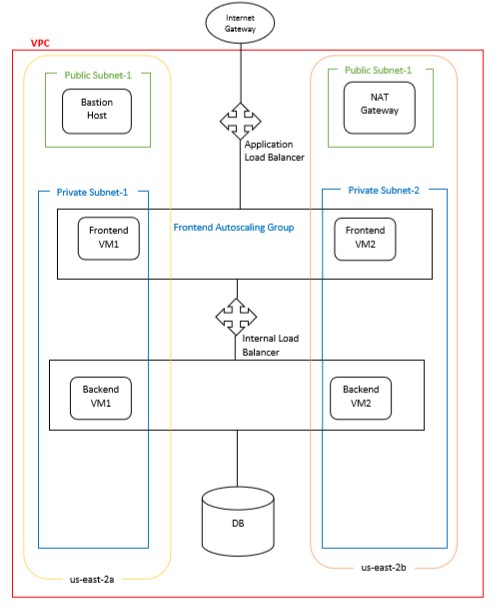 Internet
Gateway
VPC
Public Subnet-1
Bastion
Host
Public Subnet-1
NAT
Gateway
Application
Load Balancer
Private Subnet-1
Private Subnet-2
Frontend
VM1
Frontend Autoscaling Group
Frontend
VM2
Internal Load
Balancer
Backend
VM1
Backend
VM2
DB
us-east-2a
us-east-2b